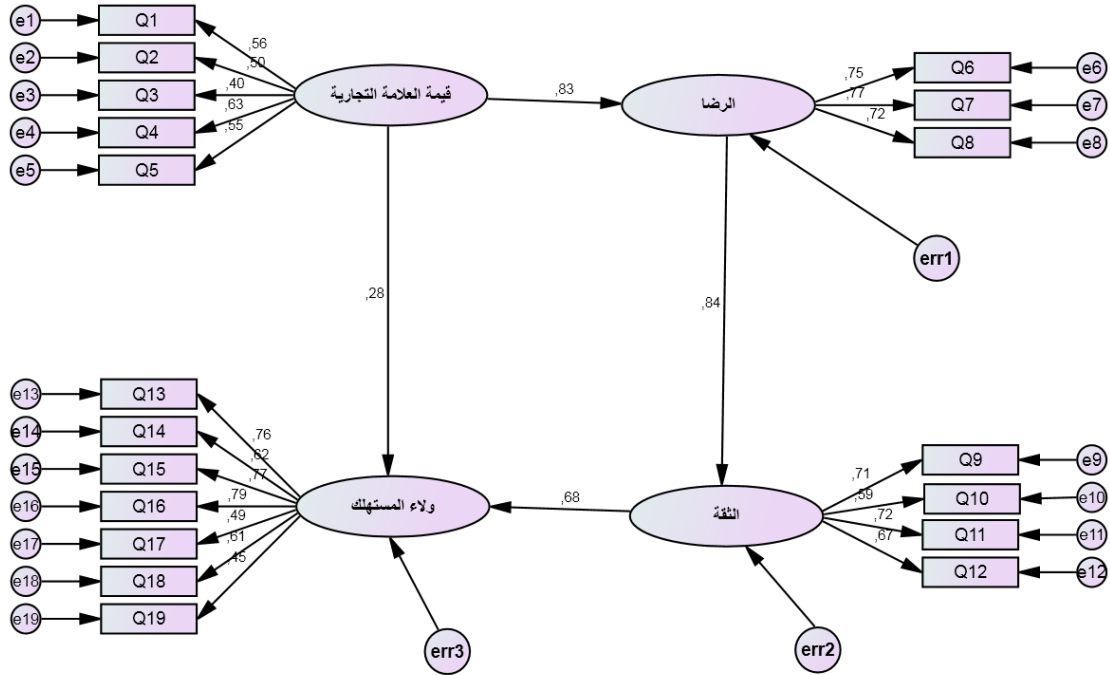 e1 Q1
e2 Q2
e3 Q3
e4 Q4
e5 Q5
,56
,50
,40
,63
,55
قيمة العلامة التجارية
,83
الرضا
,75
,77
,72
Q6 e6
Q7 e7
Q8 e8
err1
,28
,84
e13 Q13
e14 Q14
e15 Q15
e16 Q16
e17 Q17
e18 Q18
e19 Q19
,76
,62
,77
,79
,49
,61
,45
ولاء المستهلك
,68
الثقة
,71
,59
,72
,67
Q9 e9
Q10 e10
Q11 e11
Q12 e12
err3
err2